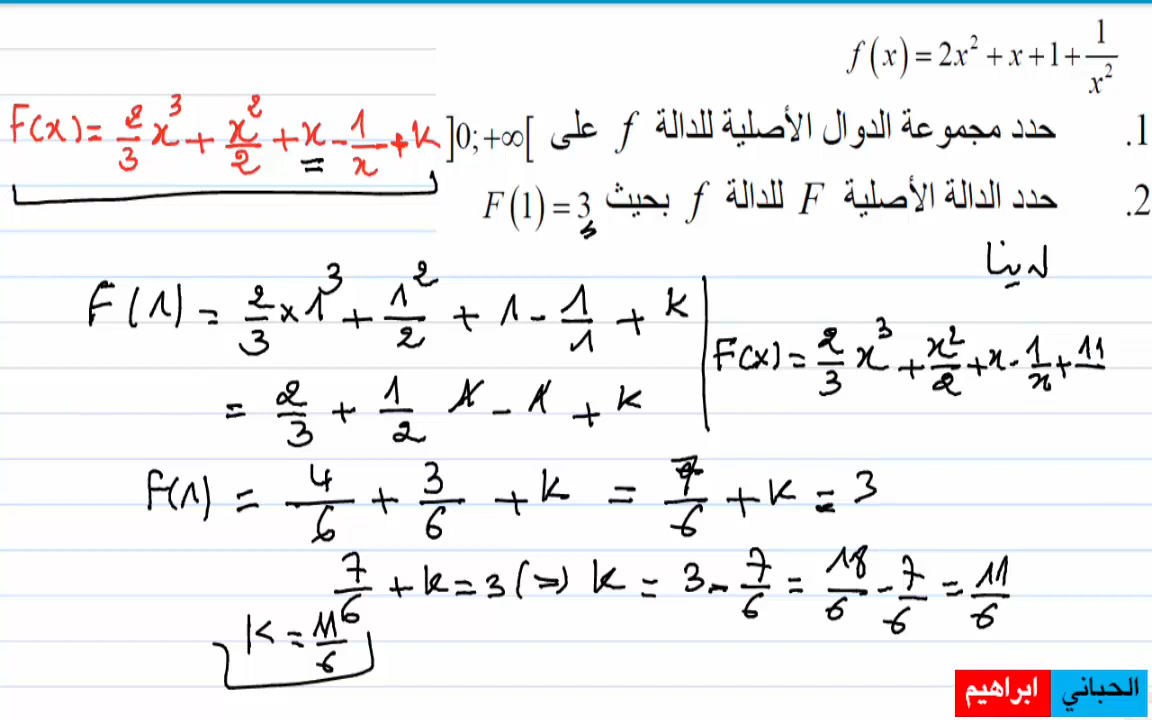 f(x) = 2x² + x + 1 + 1/x²
1. حدد مجموعة الدوال الأصلية للدالة f على ]0;+∞[
F(x) = 2/3 x³ + x²/2 + x - 1/x + k
2. حدد الدالة الأصلية F للدالة f بحيث F(1) = 3
لدينا
F(1) = 2/3 × 1³ + 1²/2 + 1 - 1/1 + k
= 2/3 + 1/2 1 - 1 + k
F(x) = 2/3 x³ + x²/2 + x - 1/x + 11
F(1) = 4/6 + 3/6 + k = 7/6 + k = 3
7/6 + k = 3 (=) k = 3 - 7/6 = 18/6 - 7/6 = 11/6
k = 11/6
الحباني ابراهيم